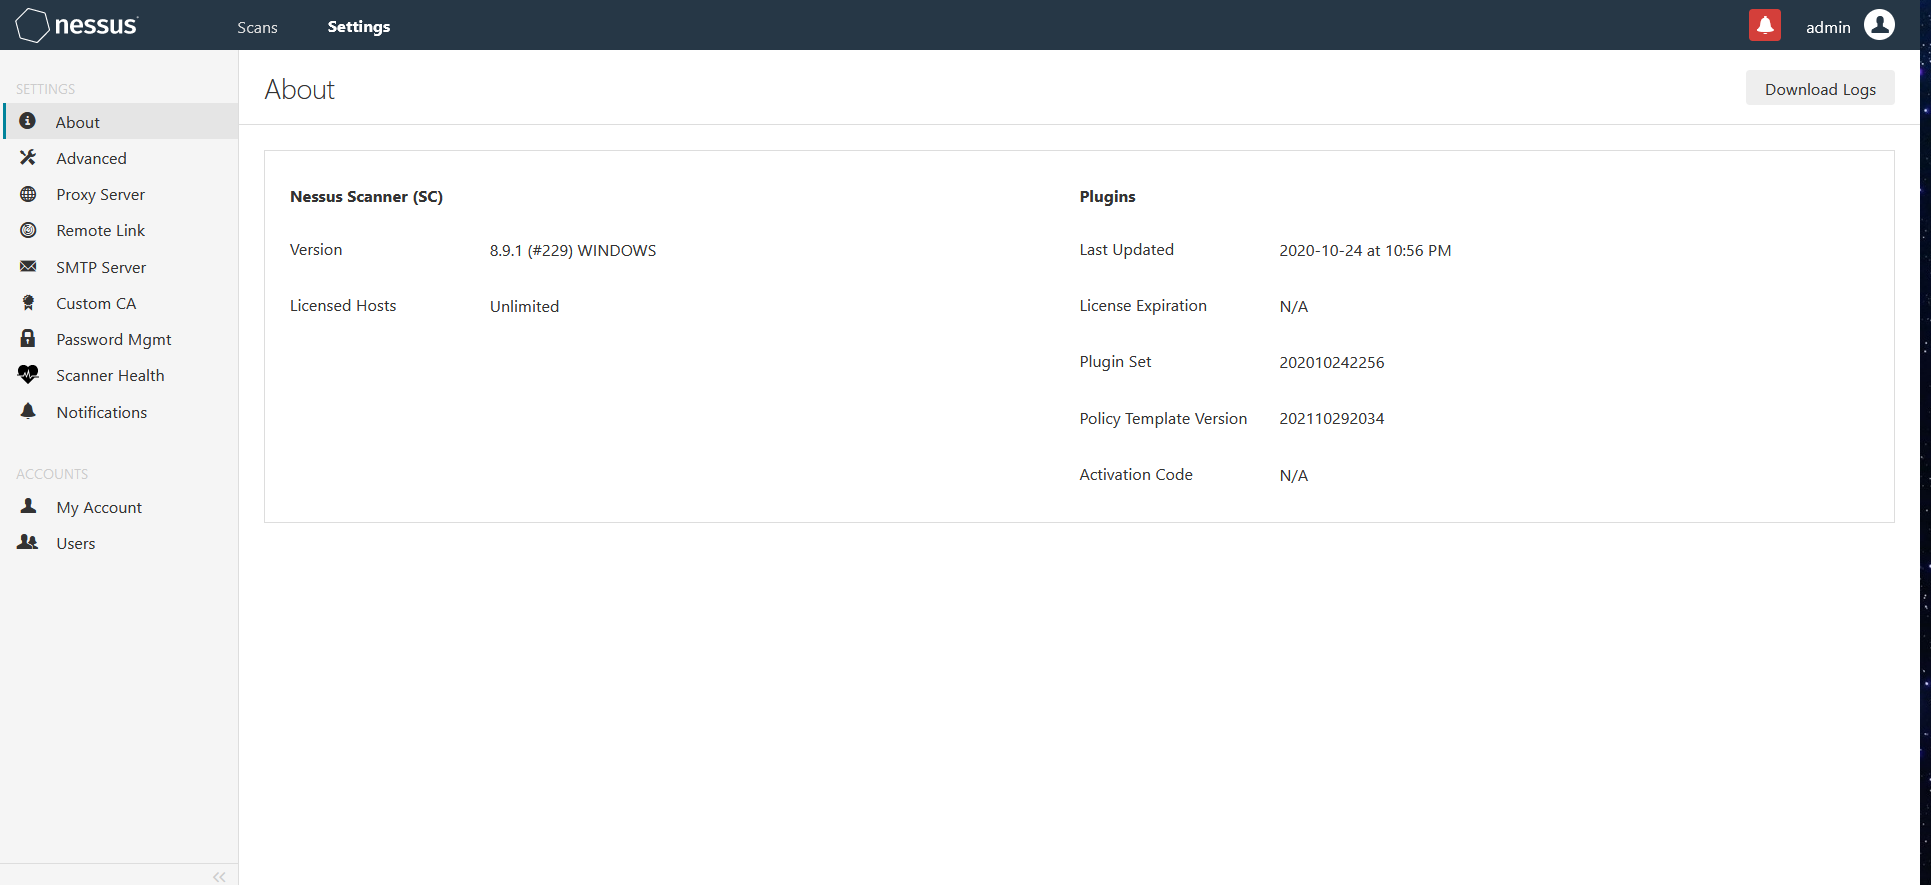 nessus
Scans
Settings
admin
SETTINGS
About
Advanced
Proxy Server
Remote Link
SMTP Server
Custom CA
Password Mgmt
Scanner Health
Notifications
ACCOUNTS
My Account
Users
About
Download Logs
Nessus Scanner (SC)
Version 8.9.1 (#229) WINDOWS
Licensed Hosts Unlimited
Plugins
Last Updated 2020-10-24 at 10:56 PM
License Expiration N/A
Plugin Set 202010242256
Policy Template Version 202110292034
Activation Code N/A